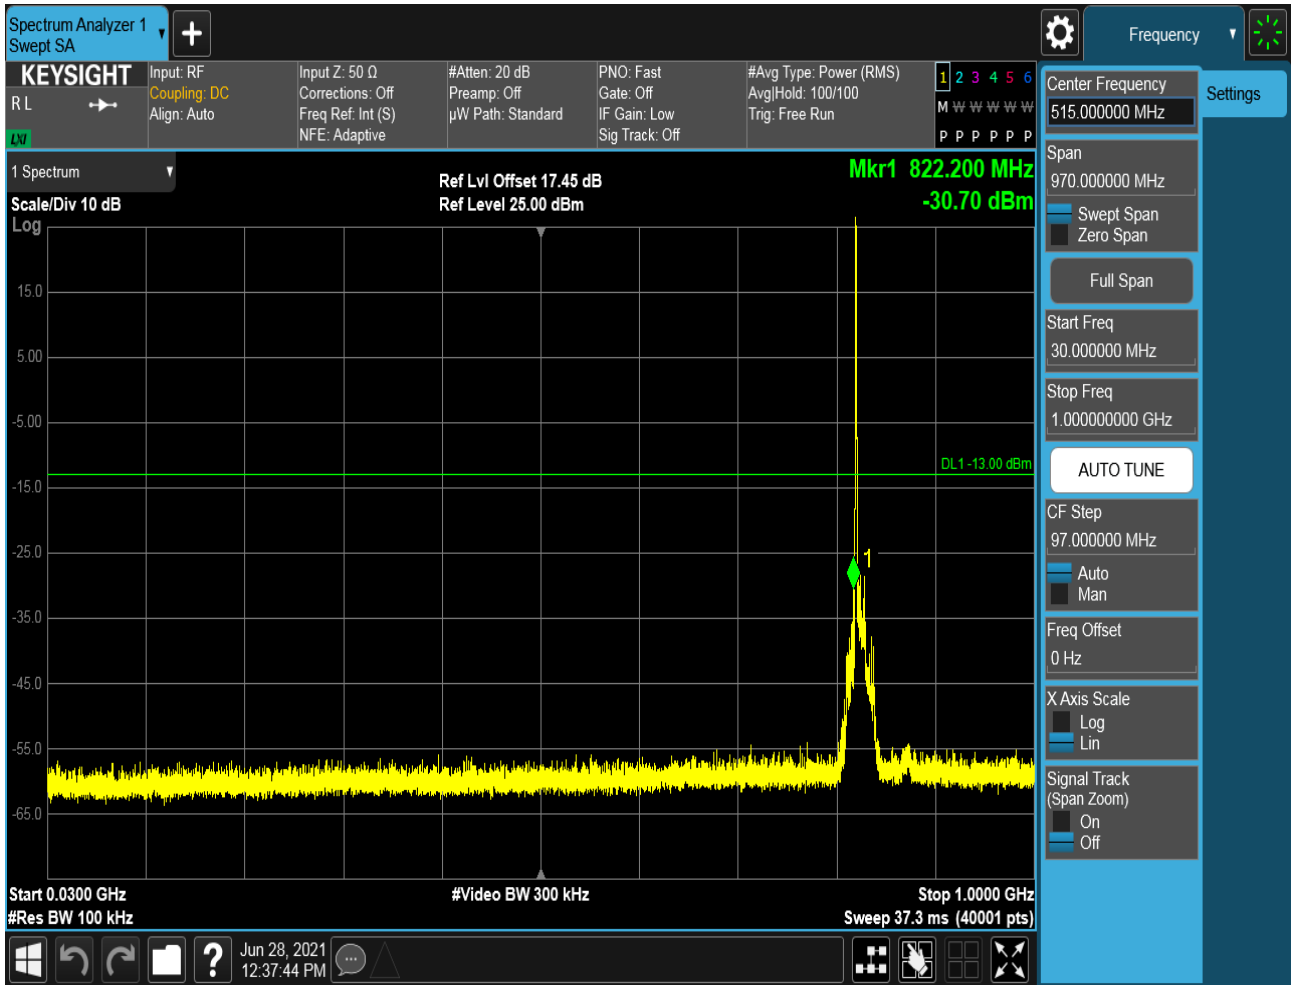 Spectrum Analyzer 1
Swept SA
Frequency
KEYSIGHT
R L
LXI
Input: RF
Coupling: DC
Align: Auto
Input Z: 50 Ω
Corrections: Off
Freq Ref: Int (S)
NFE: Adaptive
#Atten: 20 dB
Preamp: Off
µW Path: Standard
PNO: Fast
Gate: Off
IF Gain: Low
Sig Track: Off
#Avg Type: Power (RMS)
Avg|Hold: 100/100
Trig: Free Run
1 2 3 4 5 6
M W W W W W
P P P P P P
1 Spectrum
Scale/Div 10 dB
Log
Ref Lvl Offset 17.45 dB
Ref Level 25.00 dBm
Mkr1 822.200 MHz
-30.70 dBm
15.0
5.00
-5.00
-15.0
-25.0
-35.0
-45.0
-55.0
-65.0
DL1 -13.00 dBm
1
Start 0.0300 GHz
#Res BW 100 kHz
#Video BW 300 kHz
Stop 1.0000 GHz
Sweep 37.3 ms (40001 pts)
Center Frequency
515.000000 MHz
Settings
Span
970.000000 MHz
Swept Span
Zero Span
Full Span
Start Freq
30.000000 MHz
Stop Freq
1.000000000 GHz
AUTO TUNE
CF Step
97.000000 MHz
Auto
Man
Freq Offset
0 Hz
X Axis Scale
Log
Lin
Signal Track
(Span Zoom)
On
Off
?
Jun 28, 2021
12:37:44 PM